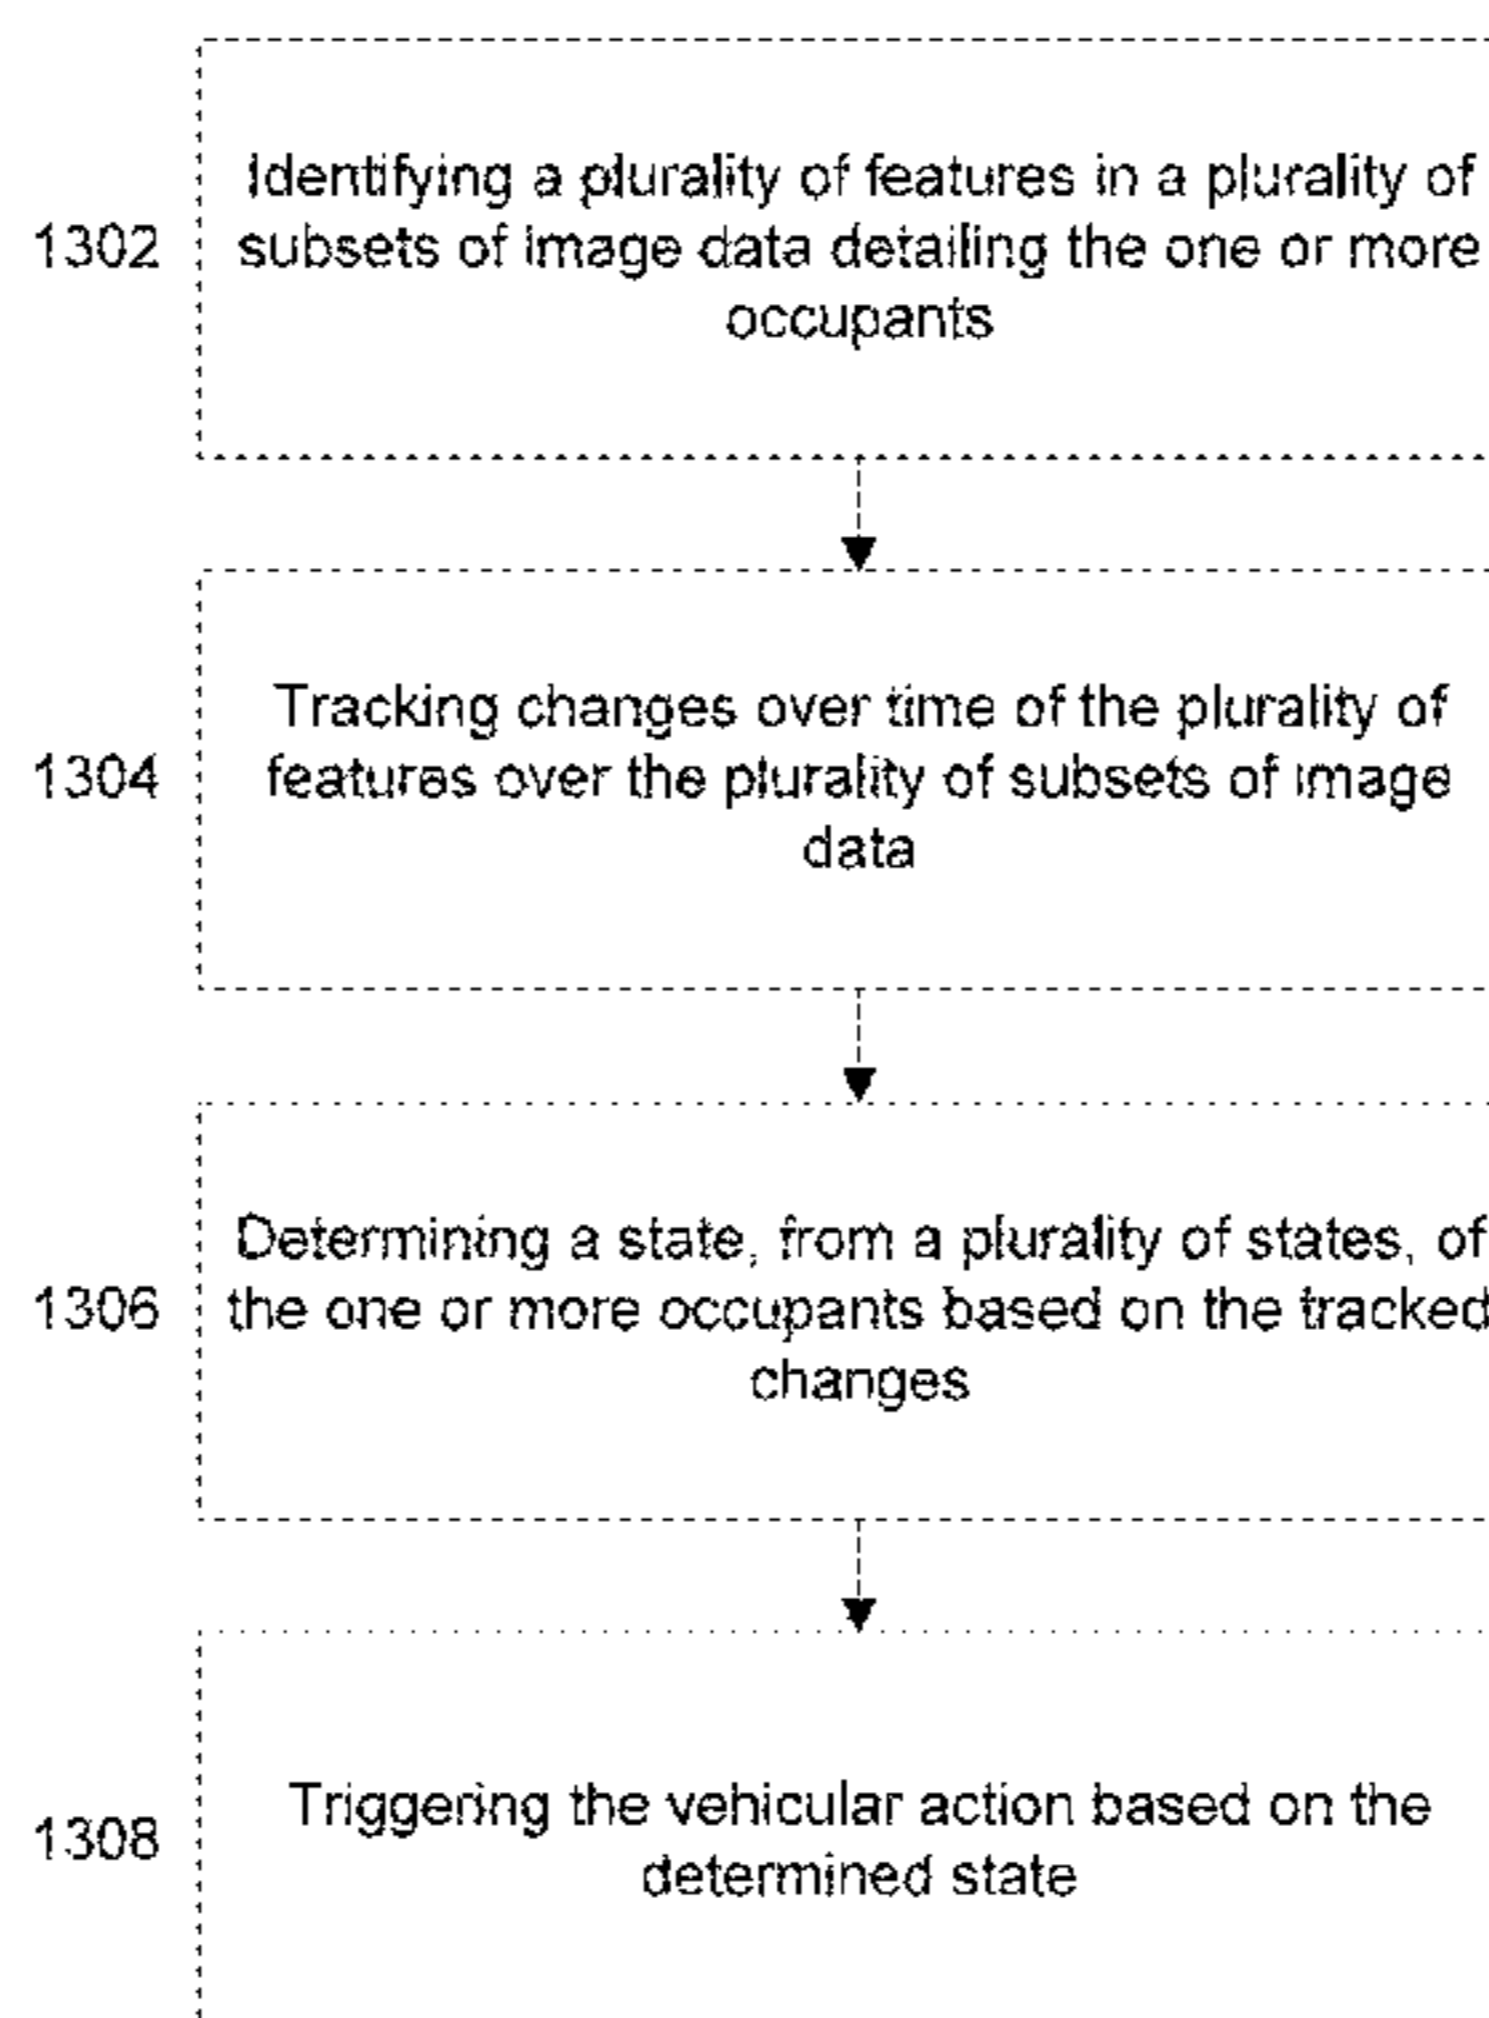 Identifying a plurality of features in a plurality of
1302 subsets of image data detailing the one or more
occupants
Tracking changes over time of the plurality of
1304 features over the plurality of subsets of image
data
Determining a state, from a plurality of states, of
1306 the one or more occupants based on the tracked
changes
Triggering the vehicular action based on the
1308
determined state